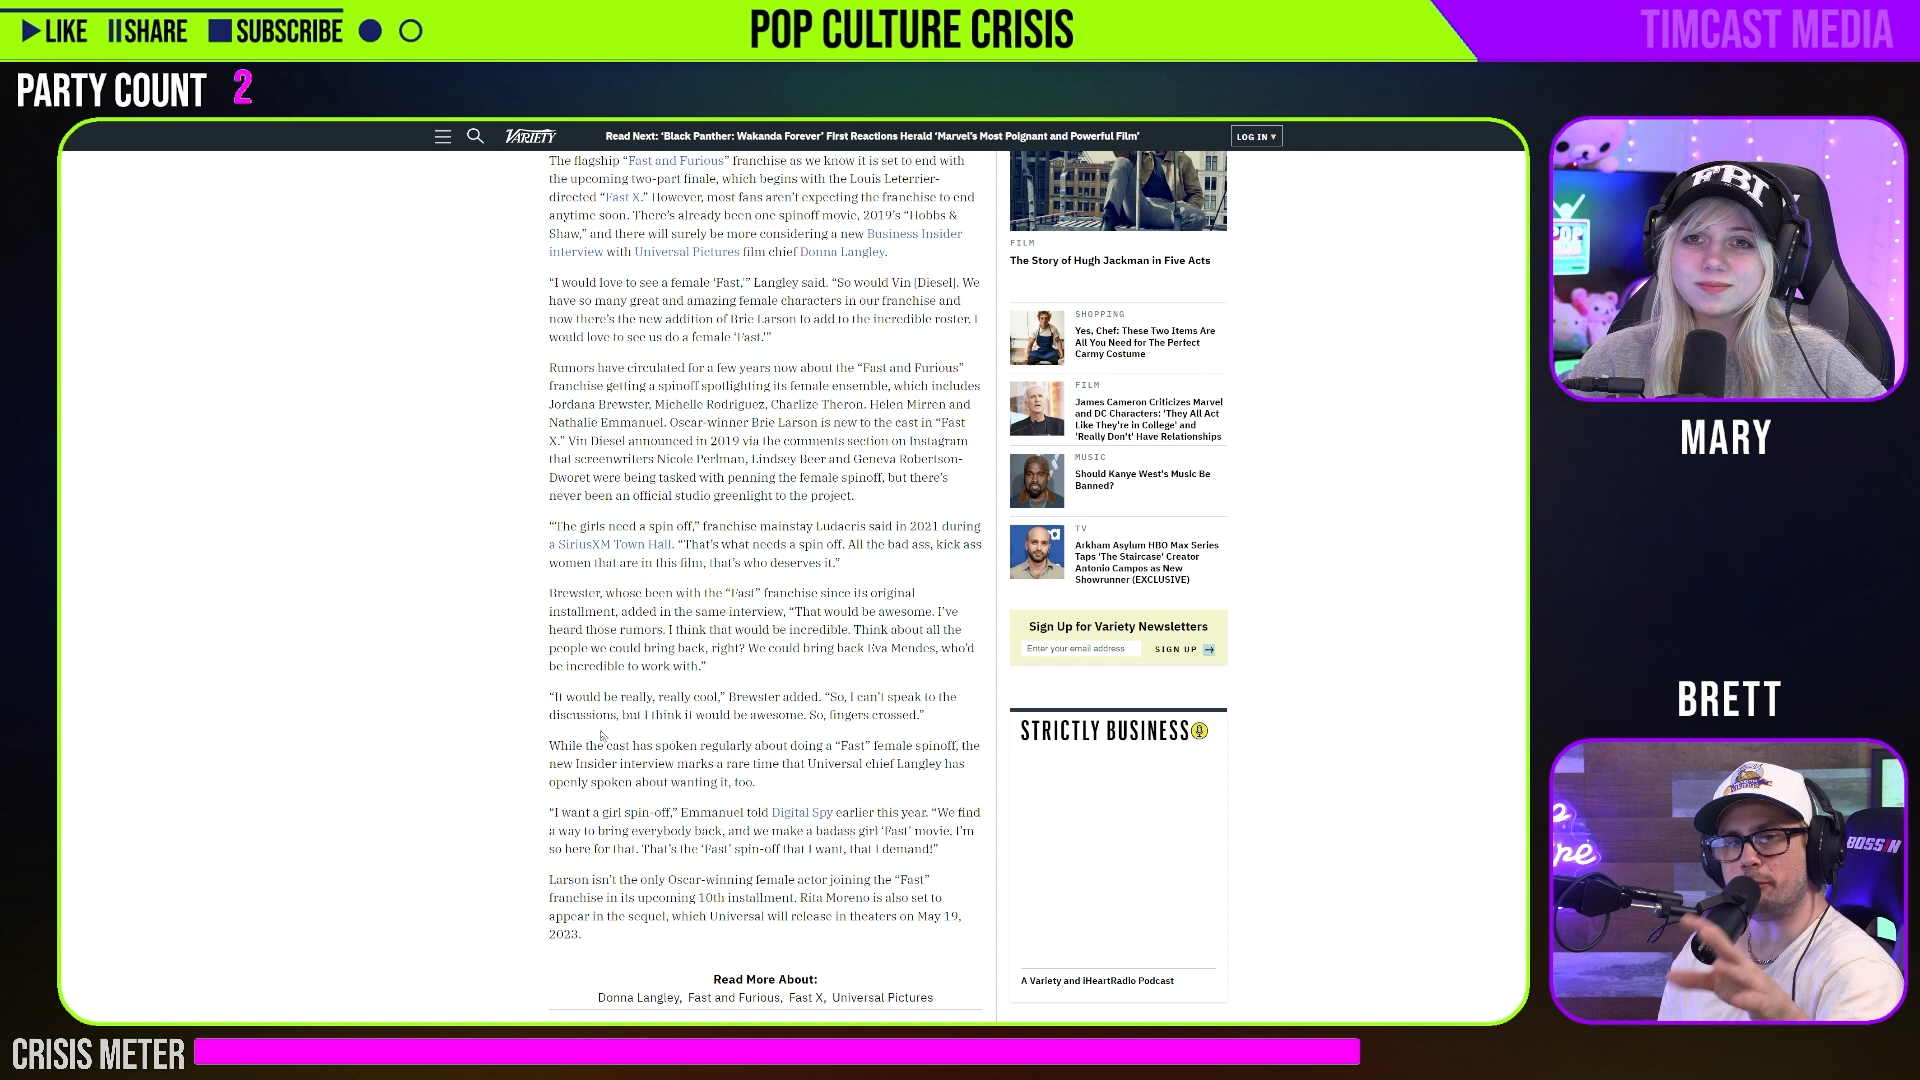 LIKE SHARE SUBSCRIBE
POP CULTURE CRISIS
TIMCAST MEDIA
PARTY COUNT 2
VARIETY
Read Next: ‘Black Panther: Wakanda Forever’ First Reactions Herald ‘Marvel’s Most Poignant and Powerful Film’
LOG IN ▾
The flagship “Fast and Furious” franchise as we know it is set to end with
the upcoming two-part finale, which begins with the Louis Leterrier-
directed “Fast X.” However, most fans aren’t expecting the franchise to end
anytime soon. There’s already been one spinoff movie, 2019’s “Hobbs &
Shaw,” and there will surely be more considering a new Business Insider
interview with Universal Pictures film chief Donna Langley.
“I would love to see a female ‘Fast,’” Langley said. “So would Vin [Diesel]. We
have so many great and amazing female characters in our franchise and
now there’s the new addition of Brie Larson to add to the incredible roster. I
would love to see us do a female ‘Fast.’”
Rumors have circulated for a few years now about the “Fast and Furious”
franchise getting a spinoff spotlighting its female ensemble, which includes
Jordana Brewster, Michelle Rodriguez, Charlize Theron. Helen Mirren and
Nathalie Emmanuel. Oscar-winner Brie Larson is new to the cast in “Fast
X.” Vin Diesel announced in 2019 via the comments section on Instagram
that screenwriters Nicole Perlman, Lindsey Beer and Geneva Robertson-
Dworet were being tasked with penning the female spinoff, but there’s
never been an official studio greenlight to the project.
“The girls need a spin off,” franchise mainstay Ludacris said in 2021 during
a SiriusXM Town Hall. “That’s what needs a spin off. All the bad ass, kick ass
women that are in this film, that’s who deserves it.”
Brewster, whose been with the “Fast” franchise since its original
installment, added in the same interview, “That would be awesome. I’ve
heard those rumors. I think that would be incredible. Think about all the
people we could bring back, right? We could bring back Eva Mendes, who’d
be incredible to work with.”
“It would be really, really cool,” Brewster added. “So, I can’t speak to the
discussions, but I think it would be awesome. So, fingers crossed.”
While the cast has spoken regularly about doing a “Fast” female spinoff, the
new Insider interview marks a rare time that Universal chief Langley has
openly spoken about wanting it, too.
“I want a girl spin-off,” Emmanuel told Digital Spy earlier this year. “We find
a way to bring everybody back, and we make a badass girl ‘Fast’ movie. I’m
so here for that. That’s the ‘Fast’ spin-off that I want, that I demand!”
Larson isn’t the only Oscar-winning female actor joining the “Fast”
franchise in its upcoming 10th installment. Rita Moreno is also set to
appear in the sequel, which Universal will release in theaters on May 19,
2023.
Read More About:
Donna Langley, Fast and Furious, Fast X, Universal Pictures
FILM
The Story of Hugh Jackman in Five Acts
SHOPPING
Yes, Chef: These Two Items Are
All You Need for The Perfect
Carmy Costume
FILM
James Cameron Criticizes Marvel
and DC Characters: ‘They All Act
Like They’re in College’ and
‘Really Don’t’ Have Relationships
MUSIC
Should Kanye West’s Music Be
Banned?
TV
Arkham Asylum HBO Max Series
Taps ‘The Staircase’ Creator
Antonio Campos as New
Showrunner (EXCLUSIVE)
Sign Up for Variety Newsletters
Enter your email address
SIGN UP
STRICTLY BUSINESS
A Variety and iHeartRadio Podcast
FBI
POP
MARY
BRETT
BOSSIN
CRISIS METER